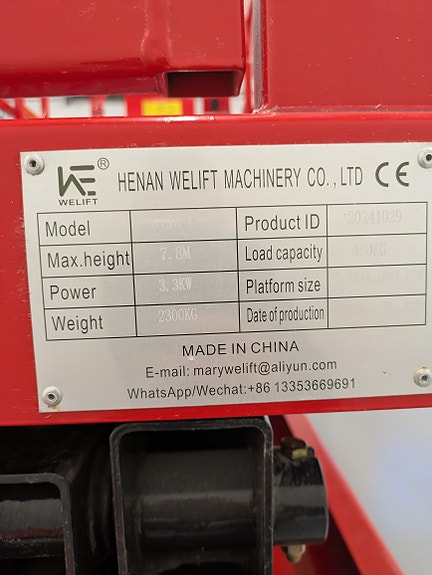 WE®
WELIFT
HENAN WELIFT MACHINERY CO., LTD CE
Model Product ID 20241029
Max.height 7.8M Load capacity 450KG
Power 3.3KW Platform size
Weight 2300KG Date of production
MADE IN CHINA
E-mail: marywelift@aliyun.com
WhatsApp/Wechat:+86 13353669691